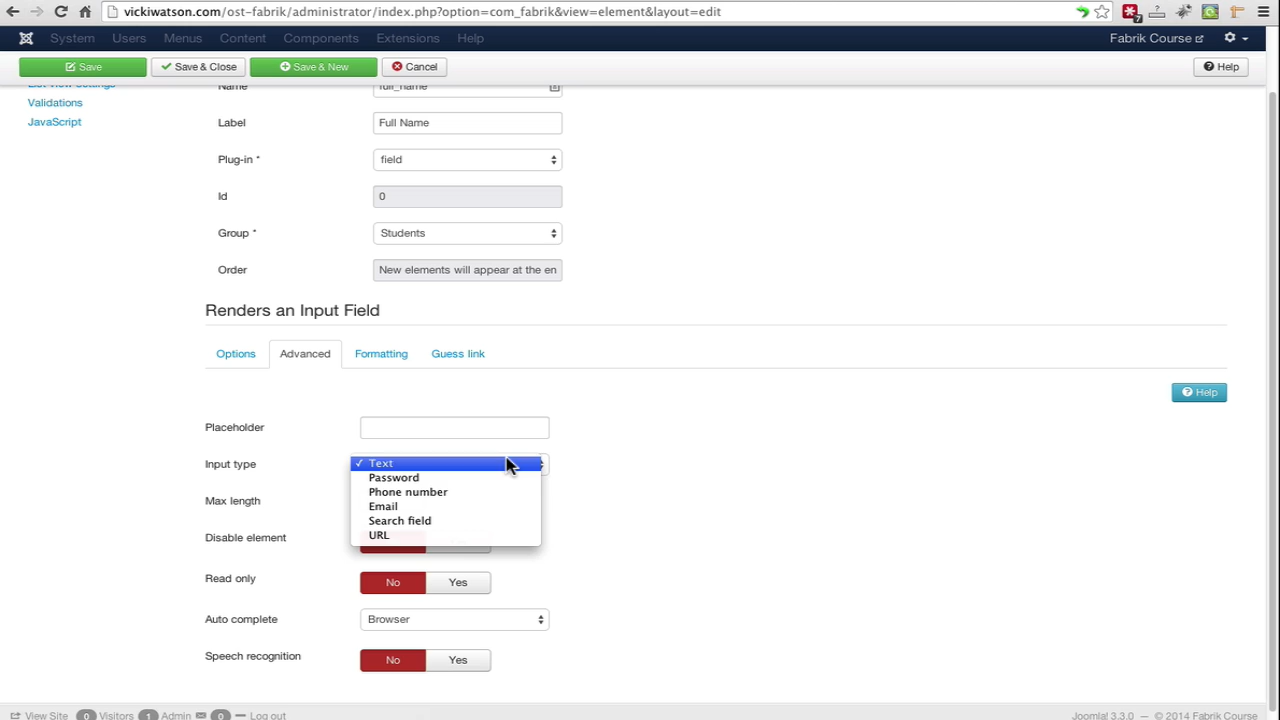 vickiwatson.com/ost-fabrik/administrator/index.php?option=com_fabrik&view=element&layout=edit
7
System Users Menus Content Components Extensions Help
Fabrik Course
Save
Save & Close
Save & New
Cancel
Help
List View Settings
Validations
JavaScript
Name full_name
Label Full Name
Plug-in * field
Id 0
Group * Students
Order New elements will appear at the en
Renders an Input Field
Options Advanced Formatting Guess link
Help
Placeholder
Input type
✓ Text
Password
Phone number
Email
Search field
URL
Max length
Disable element
Read only No Yes
Auto complete Browser
Speech recognition No Yes
View Site 0 Visitors 1 Admin 0 Log out
Joomla! 3.3.0 — © 2014 Fabrik Course